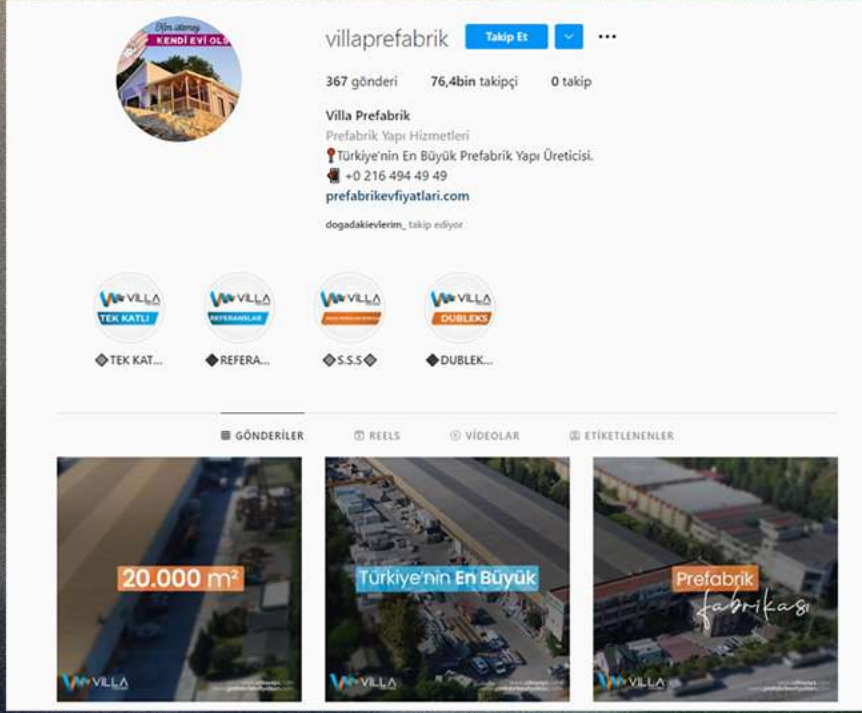 Kim istemez
KENDİ EVİ OLS
villaprefabrik Takip Et
367 gönderi 76,4bin takipçi 0 takip
Villa Prefabrik
Prefabrik Yapı Hizmetleri
Türkiye'nin En Büyük Prefabrik Yapı Üreticisi.
+0 216 494 49 49
prefabrikevfiyatlari.com
dogadakievlerim_ takip ediyor
VILLA VILLA VILLA VILLA
TEK KATLI REFERANSLAR DUBLEKS
TEK KAT... REFERA... S.S.S DUBLEK...
GÖNDERİLER REELS VİDEOLAR ETİKETLENENLER
20.000 m² Türkiye'nin En Büyük Prefabrik
fabrikası
VILLA VILLA VILLA